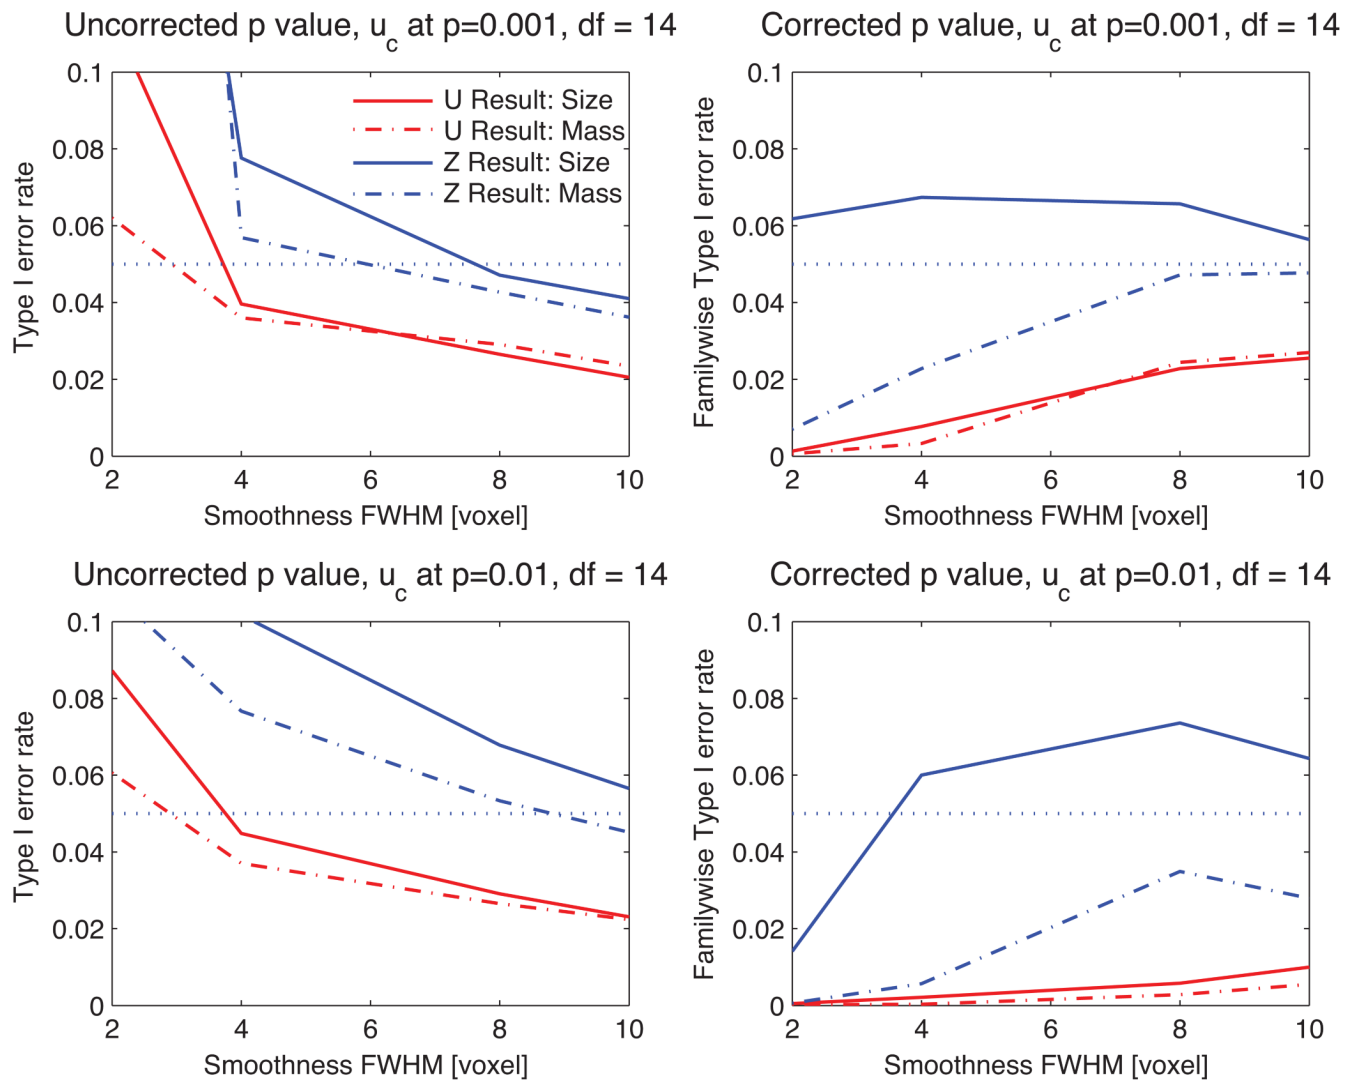 Uncorrected p value, u_c at p=0.001, df = 14
Type I error rate
0.1
0.08
0.06
0.04
0.02
0
U Result: Size
U Result: Mass
Z Result: Size
Z Result: Mass
2 4 6 8 10
Smoothness FWHM [voxel]
Corrected p value, u_c at p=0.001, df = 14
Familywise Type I error rate
0.1
0.08
0.06
0.04
0.02
0
2 4 6 8 10
Smoothness FWHM [voxel]
Uncorrected p value, u_c at p=0.01, df = 14
Type I error rate
0.1
0.08
0.06
0.04
0.02
0
2 4 6 8 10
Smoothness FWHM [voxel]
Corrected p value, u_c at p=0.01, df = 14
Familywise Type I error rate
0.1
0.08
0.06
0.04
0.02
0
2 4 6 8 10
Smoothness FWHM [voxel]